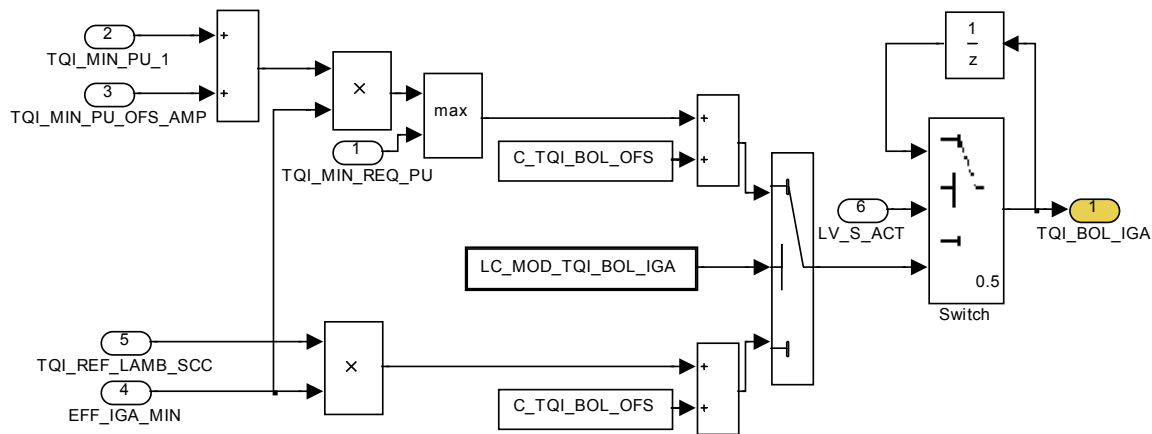 2
TQI_MIN_PU_1
+
3
TQI_MIN_PU_OFS_AMP
+
×
max
1
TQI_MIN_REQ_PU
C_TQI_BOL_OFS
+
+
1
z
6
LV_S_ACT
1
TQI_BOL_IGA
LC_MOD_TQI_BOL_IGA
0.5
Switch
5
TQI_REF_LAMB_SCC
4
EFF_IGA_MIN
×
C_TQI_BOL_OFS
+
+